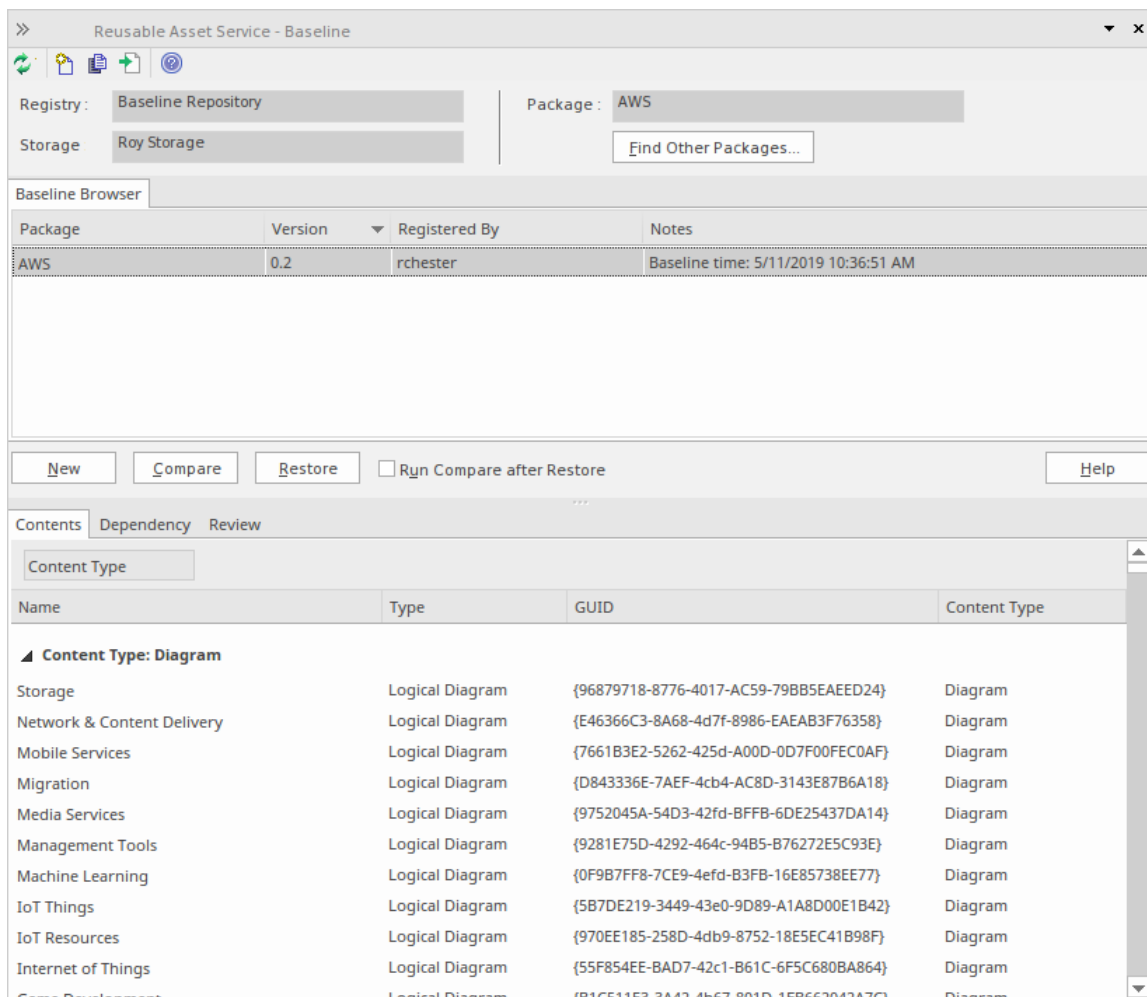 Reusable Asset Service - Baseline
Registry : Baseline Repository Package : AWS
Storage Roy Storage Find Other Packages...
Baseline Browser
Package Version Registered By Notes
AWS 0.2 rchester Baseline time: 5/11/2019 10:36:51 AM
New Compare Restore Run Compare after Restore Help
Contents Dependency Review
Content Type
Name Type GUID Content Type
Content Type: Diagram
Storage Logical Diagram {96879718-8776-4017-AC59-79BB5EAEED24} Diagram
Network & Content Delivery Logical Diagram {E46366C3-8A68-4d7f-8986-EAEAB3F76358} Diagram
Mobile Services Logical Diagram {7661B3E2-5262-425d-A00D-0D7F00FEC0AF} Diagram
Migration Logical Diagram {D843336E-7AEF-4cb4-AC8D-3143E87B6A18} Diagram
Media Services Logical Diagram {9752045A-54D3-42fd-BFFB-6DE25437DA14} Diagram
Management Tools Logical Diagram {9281E75D-4292-464c-94B5-B76272E5C93E} Diagram
Machine Learning Logical Diagram {0F9B7FF8-7CE9-4efd-B3FB-16E85738EE77} Diagram
IoT Things Logical Diagram {5B7DE219-3449-43e0-9D89-A1A8D00E1B42} Diagram
IoT Resources Logical Diagram {970EE185-258D-4db9-8752-18E5EC41B98F} Diagram
Internet of Things Logical Diagram {55F854EE-BAD7-42c1-B61C-6F5C680BA864} Diagram
Game Development Logical Diagram Diagram